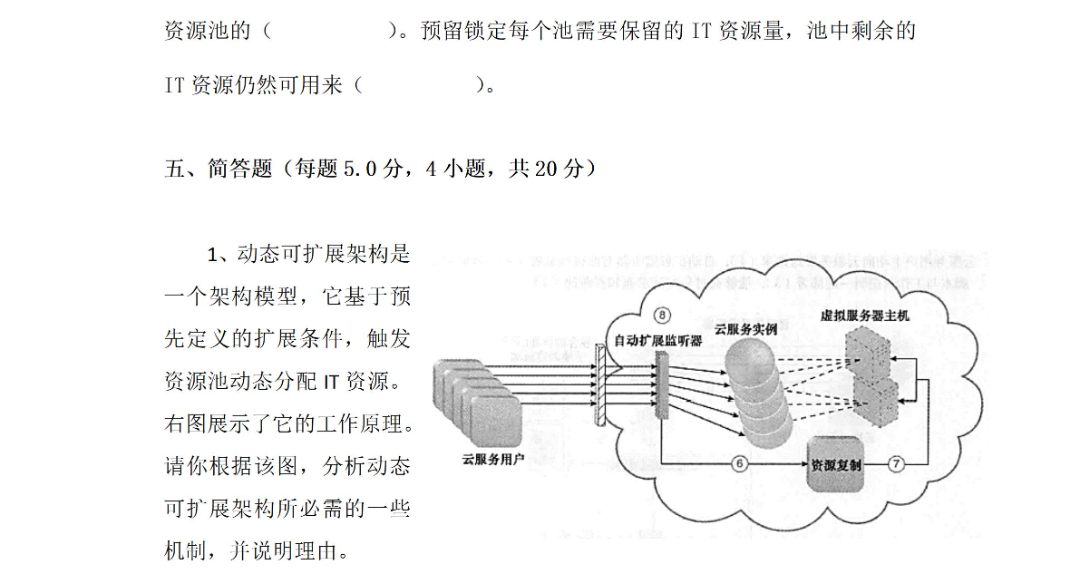 资源池的（ ）。预留锁定每个池需要保留的 IT 资源量，池中剩余的
IT 资源仍然可用来（ ）。
五、简答题（每题 5.0 分，4 小题，共 20 分）
1、动态可扩展架构是
一个架构模型，它基于预
先定义的扩展条件，触发
资源池动态分配 IT 资源。
右图展示了它的工作原理。
请你根据该图，分析动态
可扩展架构所必需的一些
机制，并说明理由。
⑧
自动扩展监听器
云服务实例
虚拟服务器主机
云服务用户
⑥
资源复制
⑦